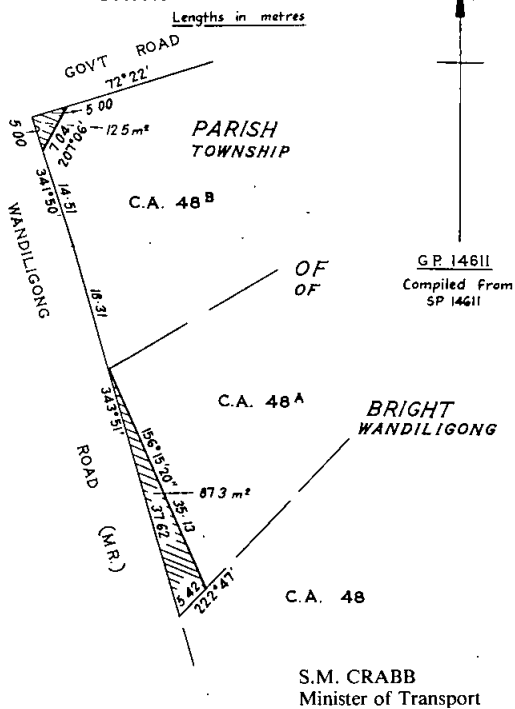 Lengths in metres
GOVT ROAD
72°22'
5.00
5.00
7.04
207°06'
12.5 m²
PARISH
TOWNSHIP
341°50'
14.51
C.A. 48ᴮ
WANDILIGONG
G.P. 14611
Compiled from
SP 14611
18.31
OF
OF
C.A. 48ᴬ
343°51'
BRIGHT
WANDILIGONG
156°15'20"
35.13
87.3 m²
37.62
ROAD
(M.R.)
5.42
222°47'
C.A. 48
S.M. CRABB
Minister of Transport